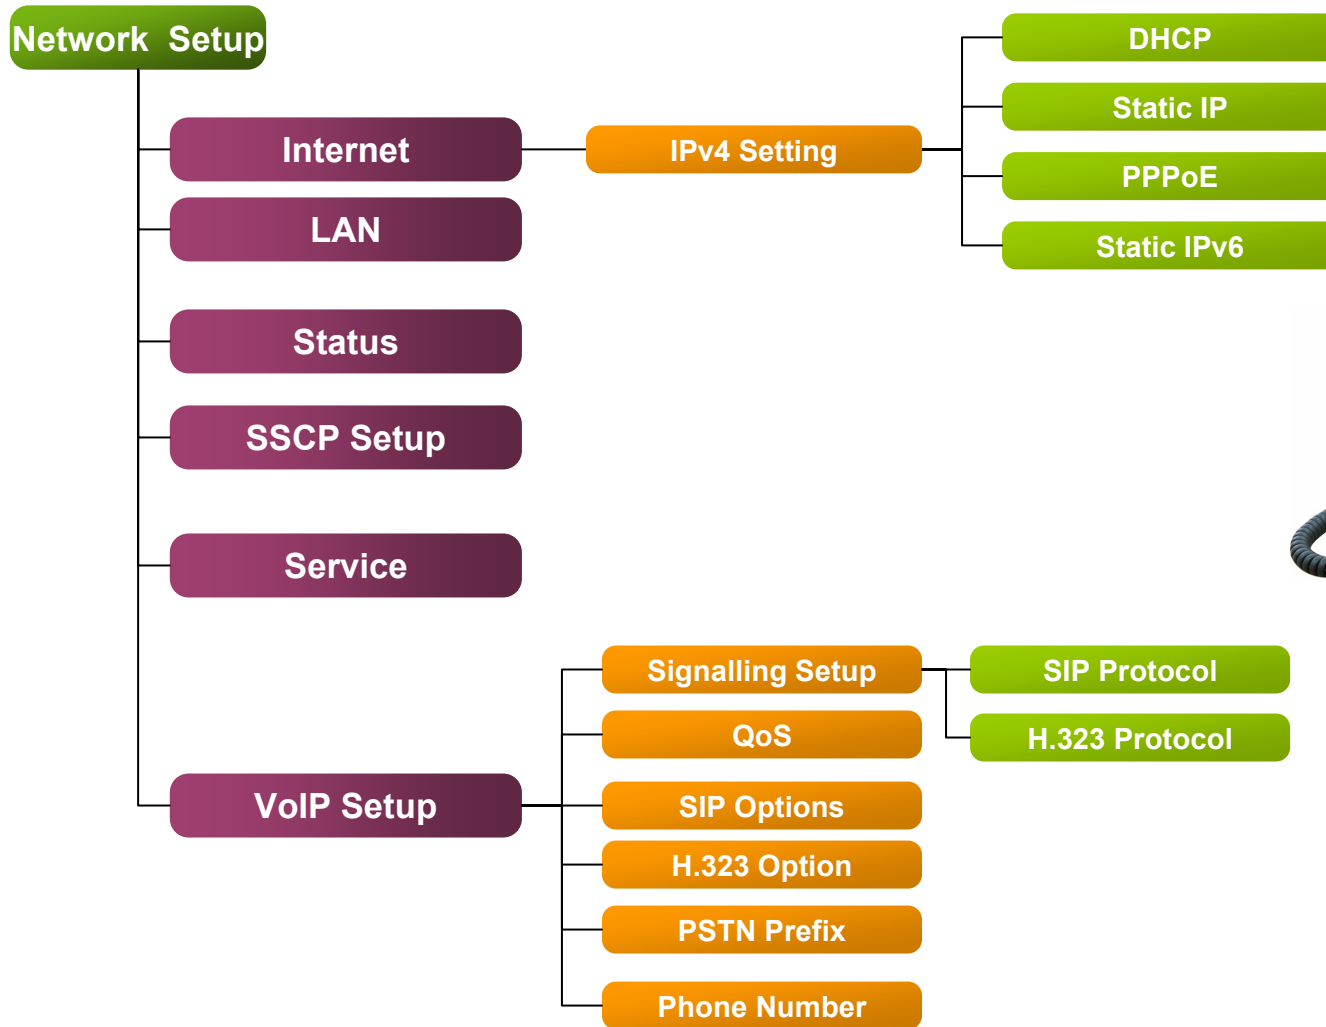 Network Setup
Internet
IPv4 Setting
DHCP
Static IP
PPPoE
Static IPv6
LAN
Status
SSCP Setup
Service
VoIP Setup
Signalling Setup
SIP Protocol
H.323 Protocol
QoS
SIP Options
H.323 Option
PSTN Prefix
Phone Number